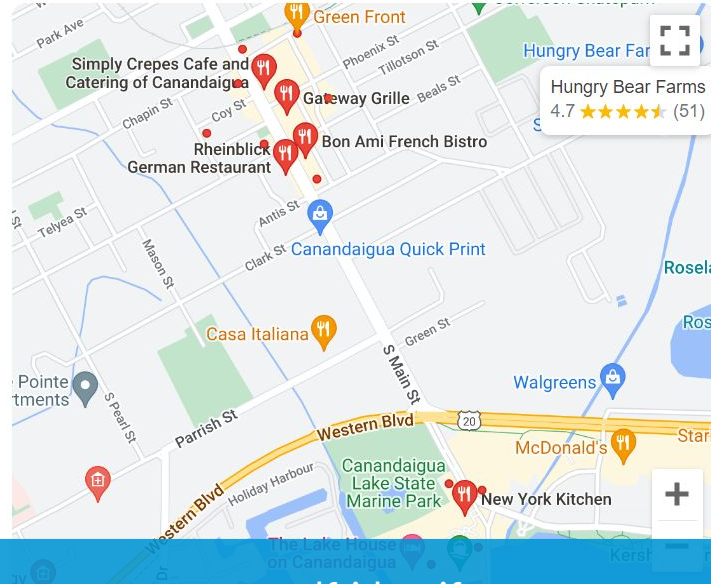 Green Front
Park Ave
Phoenix St
Hungry Bear Far
Simply Crepes Cafe and
Catering of Canandaigua
Tillotson St
Hungry Bear Farms
4.7 (51)
Beals St
Gateway Grille
Chapin St
Coy St
S
Bon Ami French Bistro
Rheinblick
German Restaurant
Antis St
Telyea St
St
Mason St
Clark St
Canandaigua Quick Print
Rosela
Ros
Casa Italiana
Green St
S Main St
Pointe
rtments
Walgreens
S Pearl St
Parrish St
Western Blvd
20
Star
McDonald's
Canandaigua
Lake State
Marine Park
Holiday Harbour
New York Kitchen
Western Blvd
The Lake House
on Canandaigua
Dr
Kersh